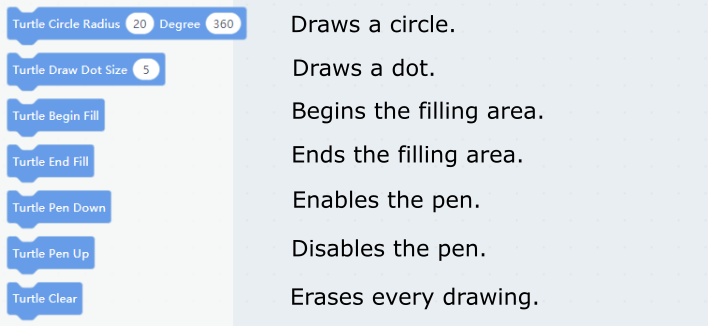 Turtle Circle Radius 20 Degree 360 Draws a circle.
Turtle Draw Dot Size 5 Draws a dot.
Turtle Begin Fill Begins the filling area.
Turtle End Fill Ends the filling area.
Turtle Pen Down Enables the pen.
Turtle Pen Up Disables the pen.
Turtle Clear Erases every drawing.